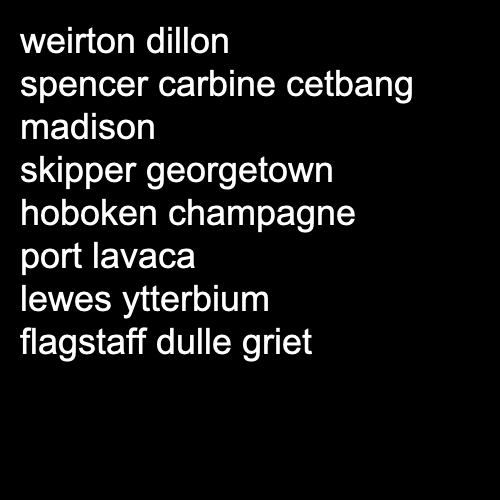 weirton dillon
spencer carbine cetbang
madison
skipper georgetown
hoboken champagne
port lavaca
lewes ytterbium
flagstaff dulle griet